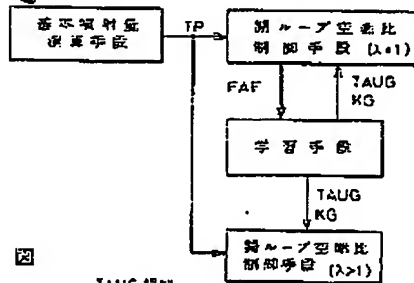 基本噴射量
演算手段
TP
閉ループ空燃比
制御手段 (λ=1)
FAF
TAUG
KG
学習手段
TAUG
KG
開ループ空燃比
制御手段 (λ>1)
図